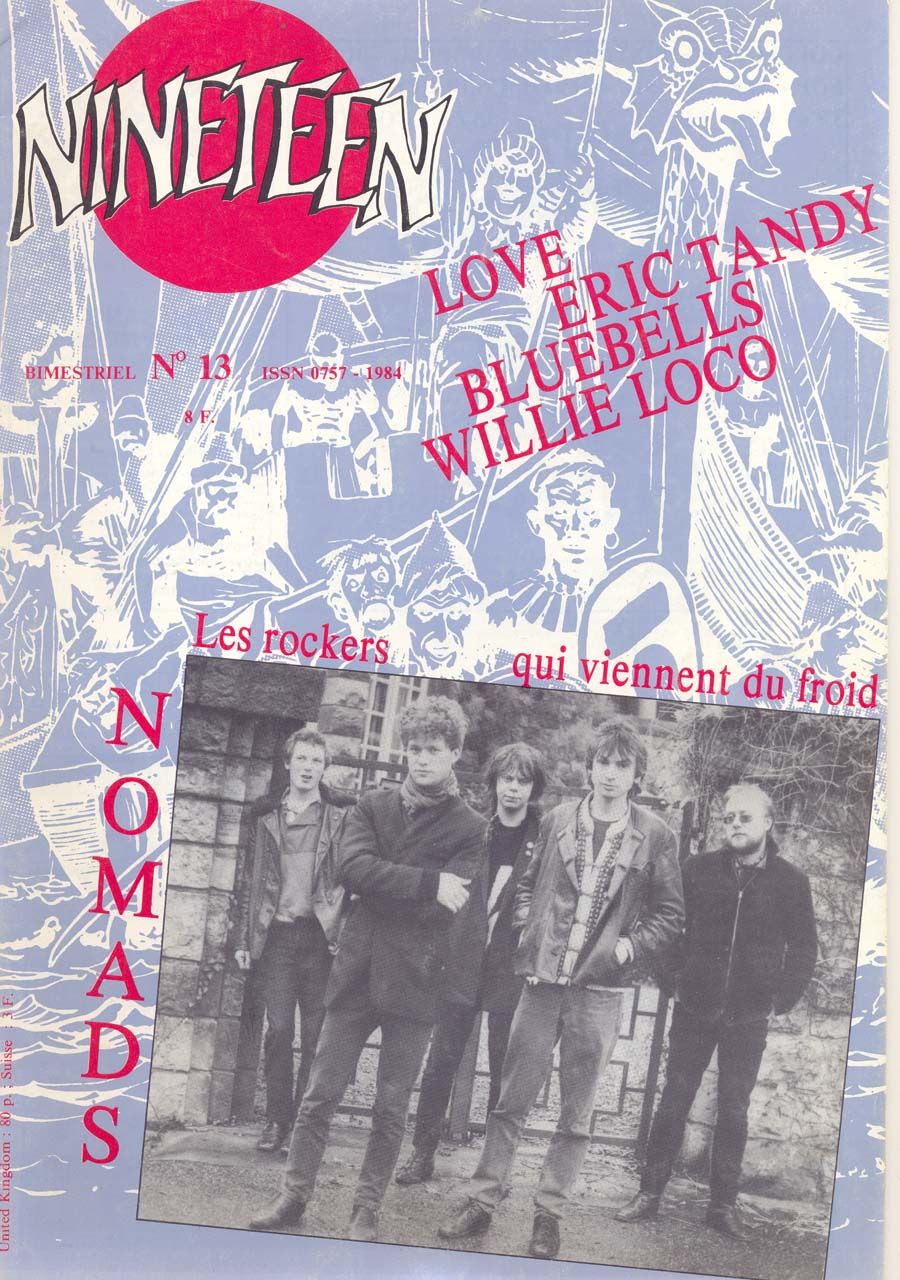 NINETEEN
LOVE
ERIC TANDY
BLUEBELLS
WILLIE LOCO
BIMESTRIEL N° 13 ISSN 0757 - 1984
8 F.
Les rockers qui viennent du froid
NOMADS
United Kingdom : 80 p. ; Suisse : 3 F.